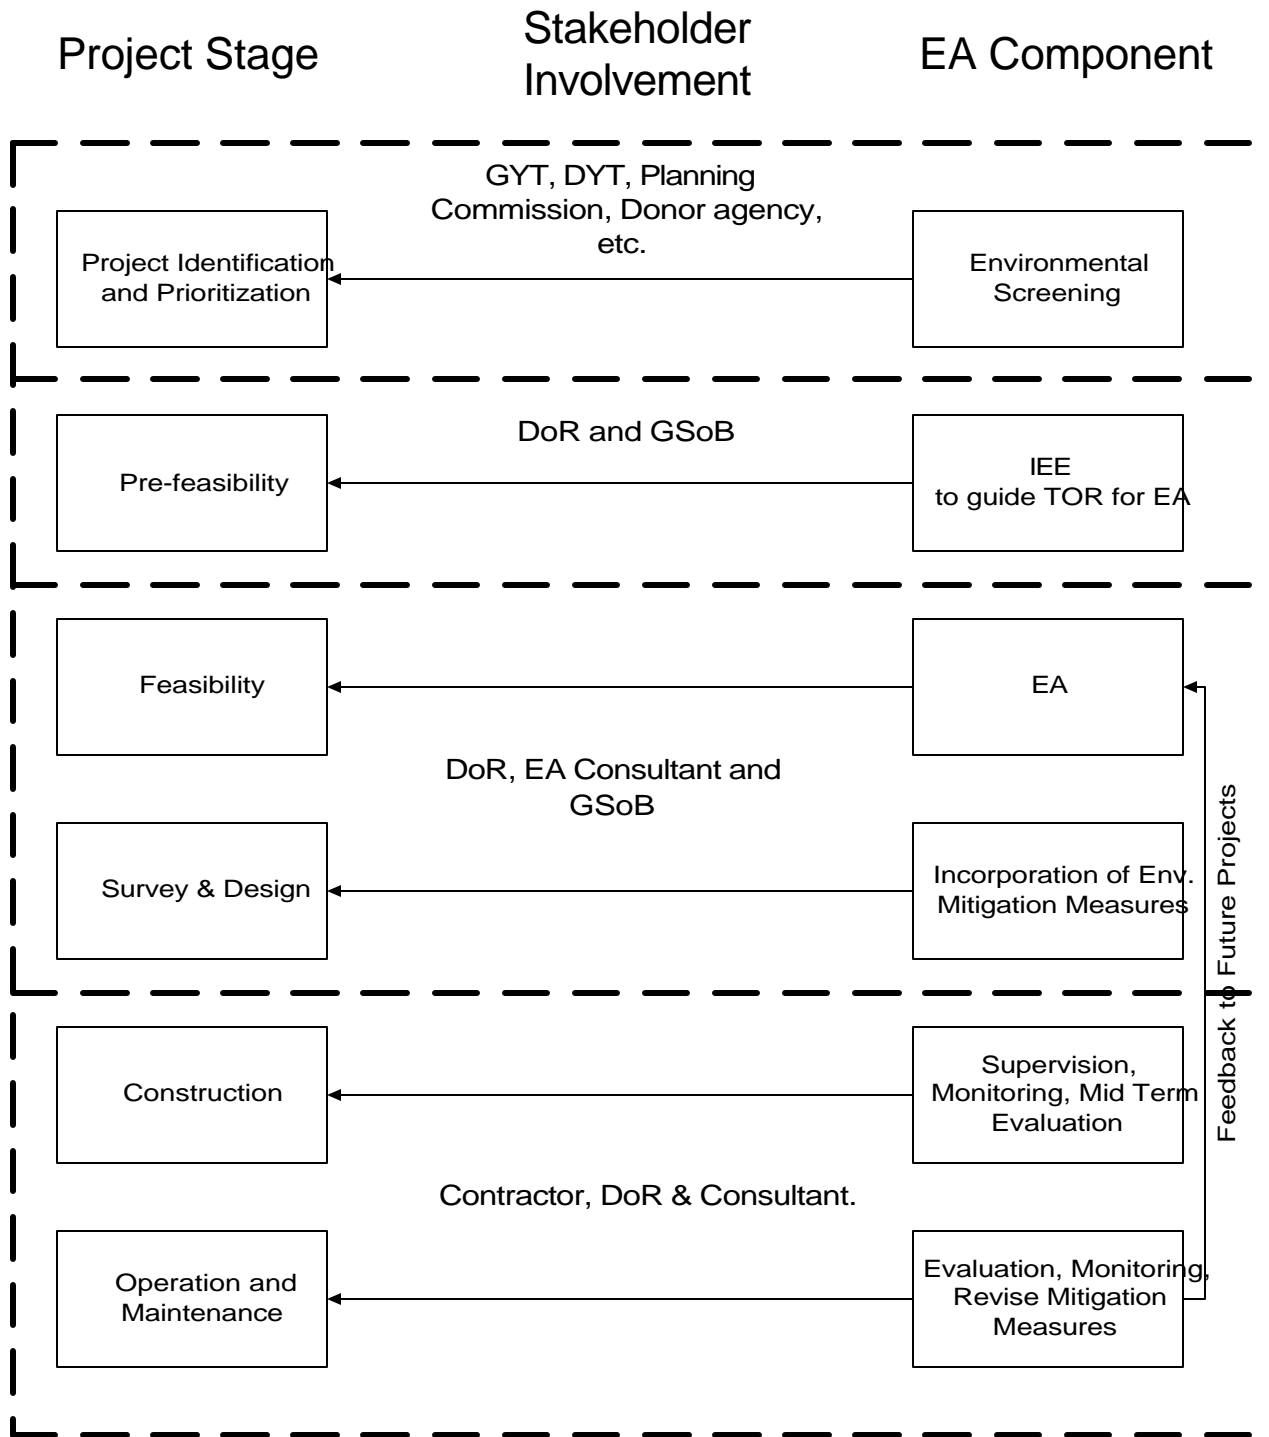 Project Stage
Stakeholder
Involvement
EA Component
GYT, DYT, Planning
Commission, Donor agency,
etc.
Project Identification
and Prioritization
Environmental
Screening
DoR and GSoB
Pre-feasibility
IEE
to guide TOR for EA
Feasibility
EA
DoR, EA Consultant and
GSoB
Survey & Design
Incorporation of Env.
Mitigation Measures
Feedback to Future Projects
Construction
Supervision,
Monitoring, Mid Term
Evaluation
Contractor, DoR & Consultant.
Operation and
Maintenance
Evaluation, Monitoring,
Revise Mitigation
Measures